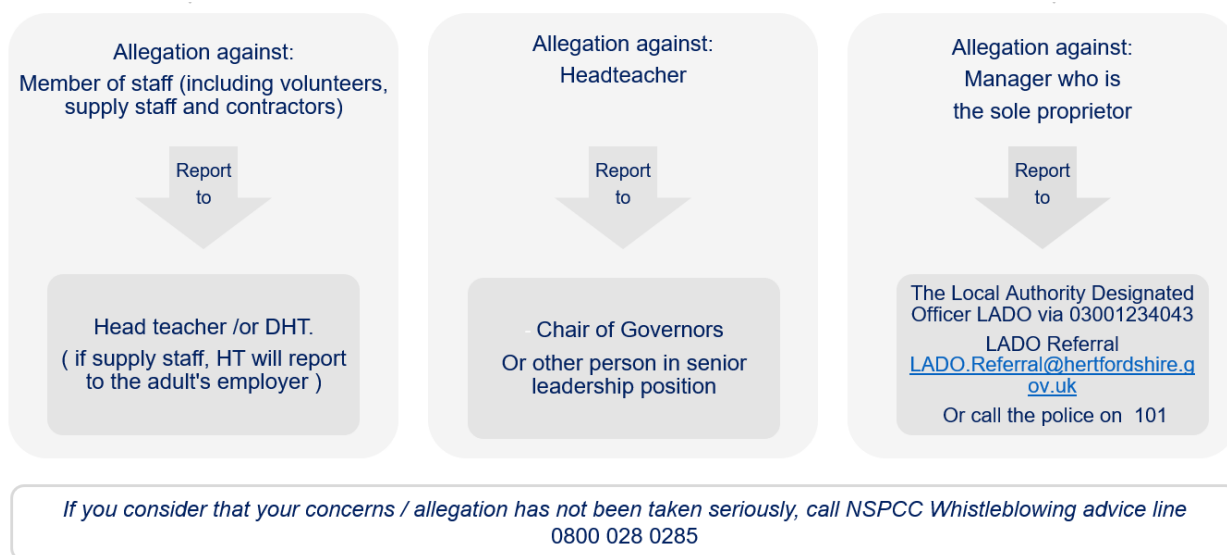 Allegation against:
Member of staff (including volunteers,
supply staff and contractors)
Report
to
Head teacher /or DHT.
( if supply staff, HT will report
to the adult's employer )
Allegation against:
Headteacher
Report
to
- Chair of Governors
Or other person in senior
leadership position
Allegation against:
Manager who is
the sole proprietor
Report
to
The Local Authority Designated
Officer LADO via 03001234043
LADO Referral
LADO.Referral@hertfordshire.g
ov.uk
Or call the police on  101
If you consider that your concerns / allegation has not been taken seriously, call NSPCC Whistleblowing advice line
0800 028 0285